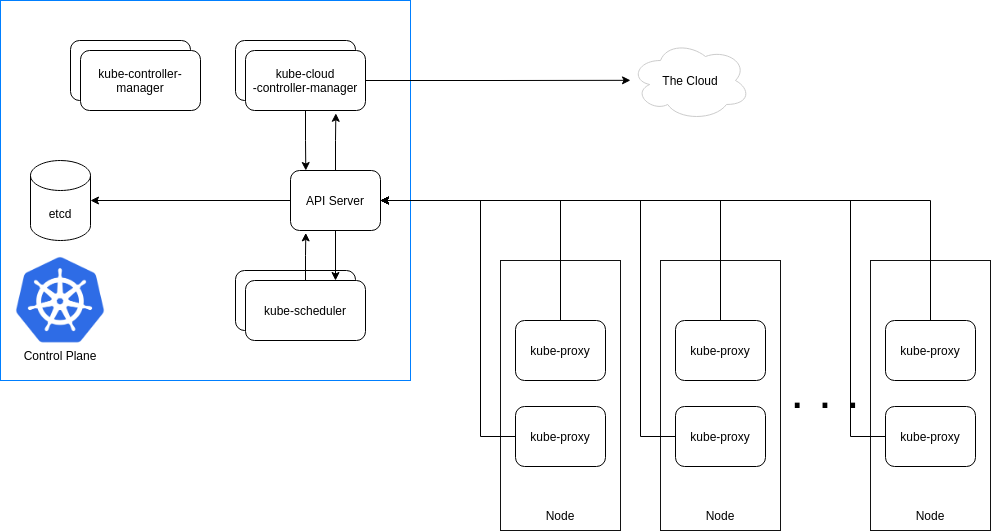 kube-controller-
manager
kube-cloud
-controller-manager
The Cloud
etcd
API Server
kube-scheduler
Control Plane
kube-proxy
kube-proxy
kube-proxy
. . .
kube-proxy
kube-proxy
kube-proxy
Node
Node
Node